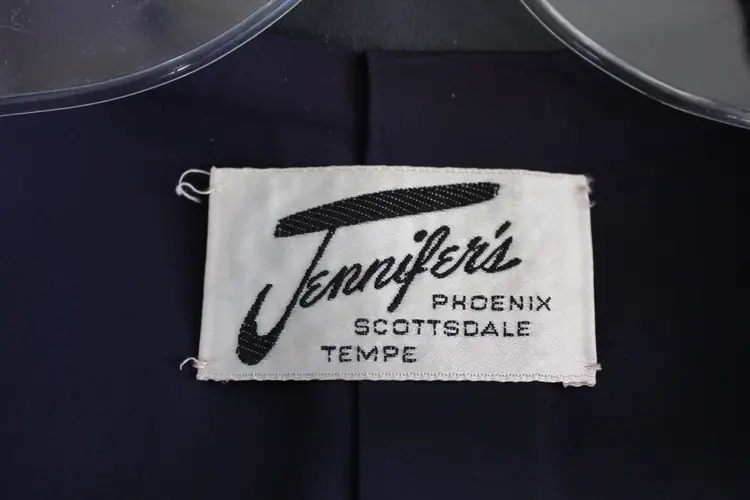 Jennifer's
PHOENIX
SCOTTSDALE
TEMPE